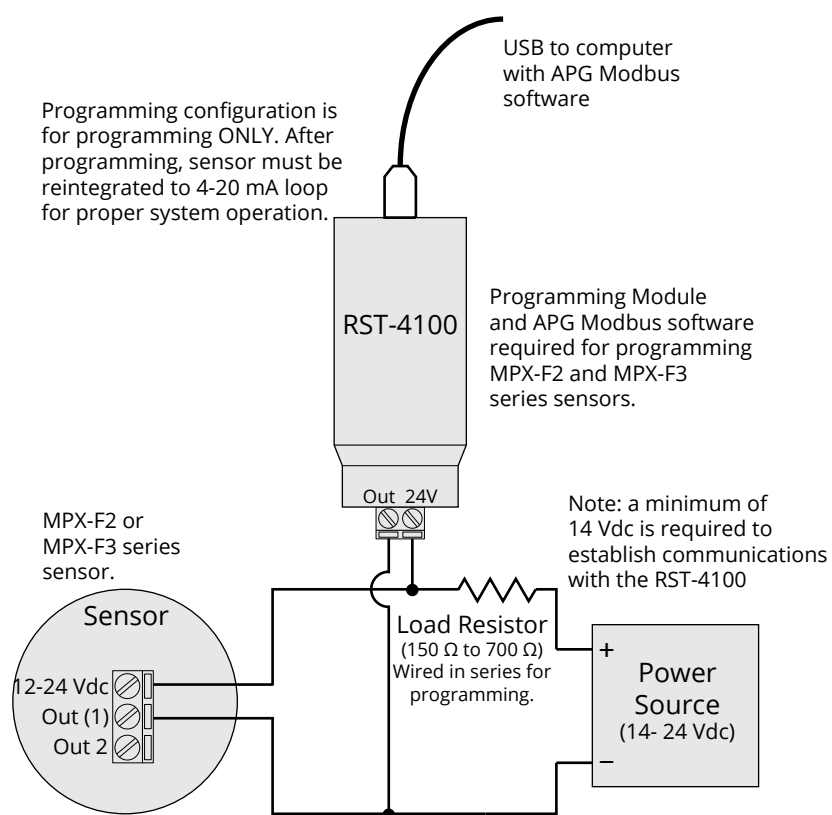 USB to computer
with APG Modbus
software
Programming configuration is
for programming ONLY. After
programming, sensor must be
reintegrated to 4-20 mA loop
for proper system operation.
RST-4100
Programming Module
and APG Modbus software
required for programming
MPX-F2 and MPX-F3
series sensors.
Out 24V
Note: a minimum of
14 Vdc is required to
establish communications
with the RST-4100
MPX-F2 or
MPX-F3 series
sensor.
Sensor
Load Resistor
(150 Ω to 700 Ω)
Wired in series for
programming.
+
Power
Source
(14- 24 Vdc)
−
12-24 Vdc
Out (1)
Out 2